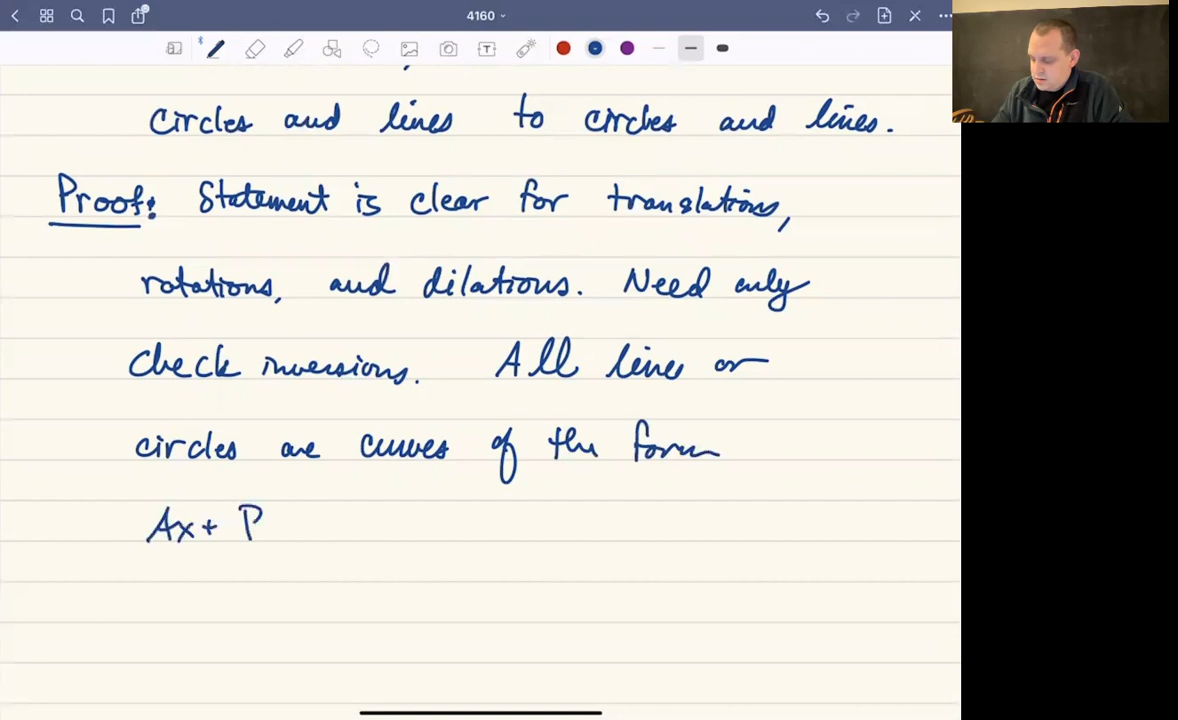 4160
circles and lines to circles and lines.
Proof: Statement is clear for translations,
rotations, and dilations. Need only
check inversions. All lines or
circles are curves of the form
Ax + P